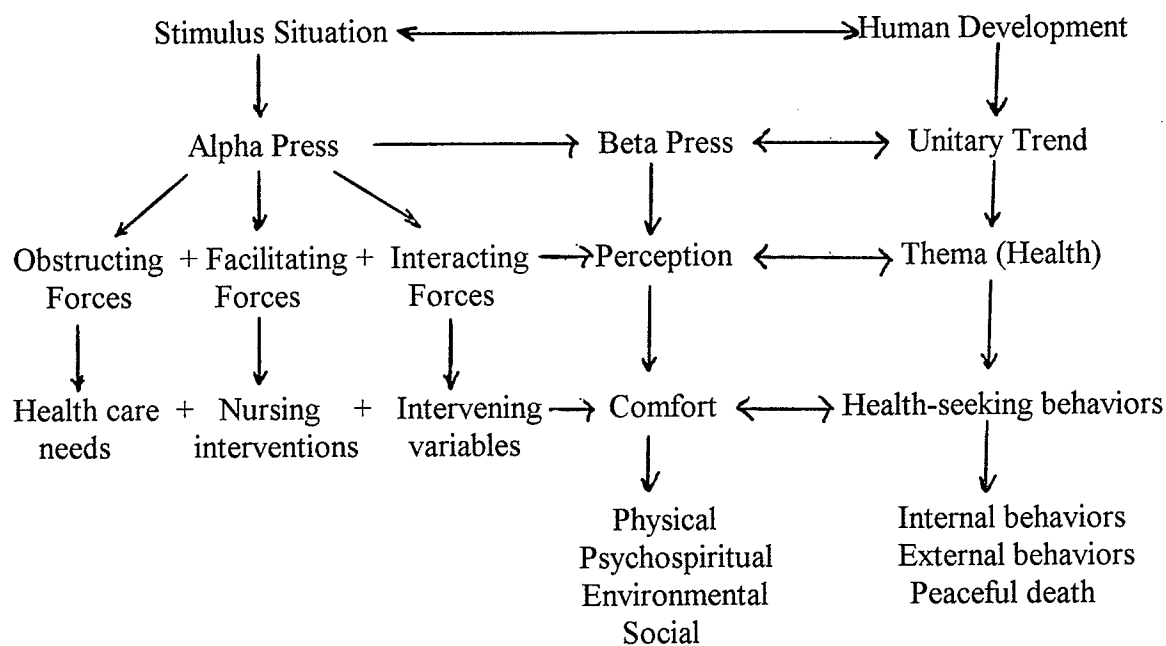 Stimulus Situation Human Development
Alpha Press Beta Press Unitary Trend
Obstructing + Facilitating + Interacting Perception Thema (Health)
Forces Forces Forces
Health care + Nursing + Intervening Comfort Health-seeking behaviors
needs interventions variables
Physical Internal behaviors
Psychospiritual External behaviors
Environmental Peaceful death
Social